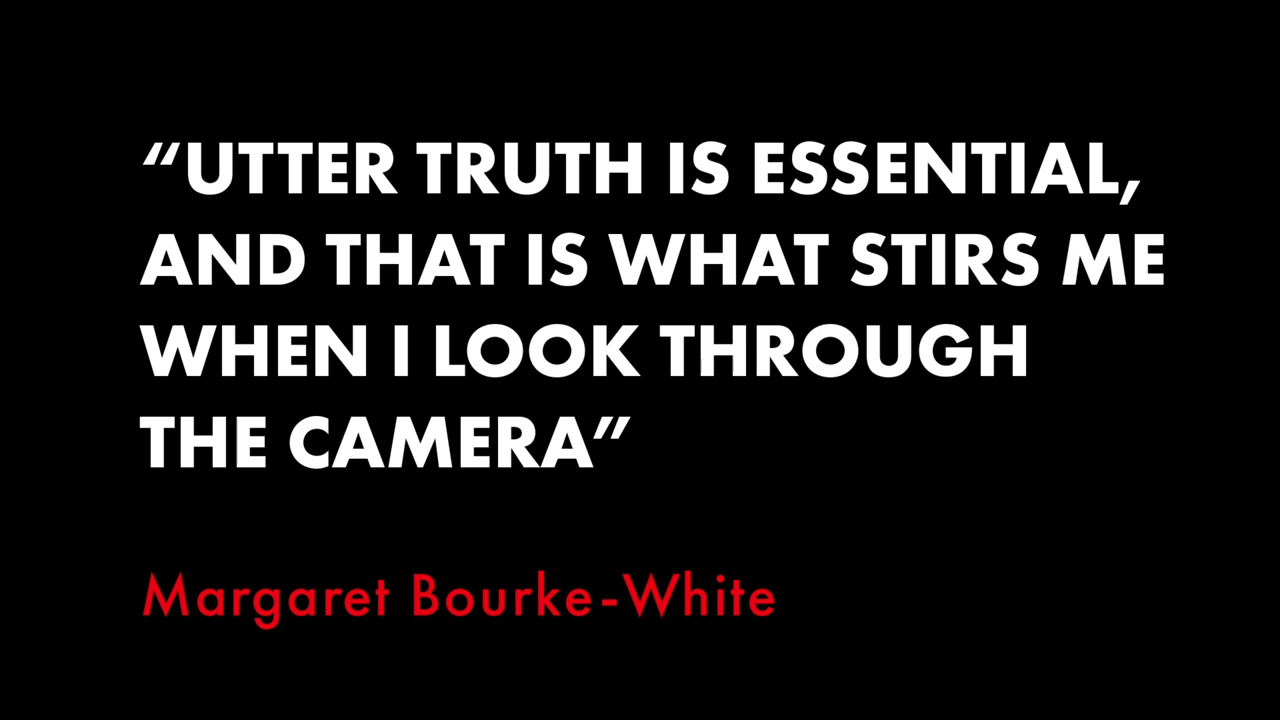 “UTTER TRUTH IS ESSENTIAL,
AND THAT IS WHAT STIRS ME
WHEN I LOOK THROUGH
THE CAMERA”
Margaret Bourke-White